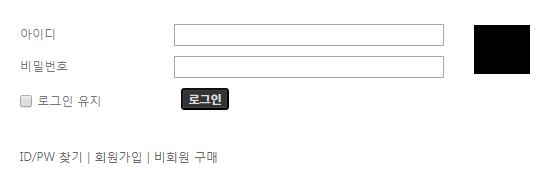 아이디
비밀번호
로그인 유지 로그인
ID/PW 찾기 | 회원가입 | 비회원 구매